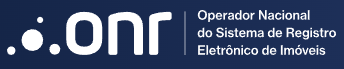 onr
Operador Nacional
do Sistema de Registro
Eletrônico de Imóveis